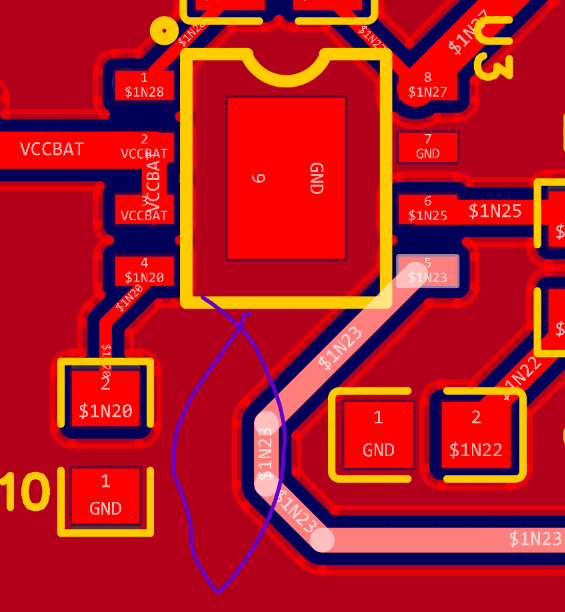 $1N28
$1N27
$1N27
U3
1
$1N28
8
$1N27
VCCBAT
2
VCCBAT
7
GND
VCCBAT
9
GND
3
VCCBAT
6
$1N25
$1N25
4
$1N20
5
$1N23
$1N20
$1N20
$1N23
$1N22
2
$1N20
1
GND
2
$1N22
$1N23
10
1
GND
$1N23
$1N23